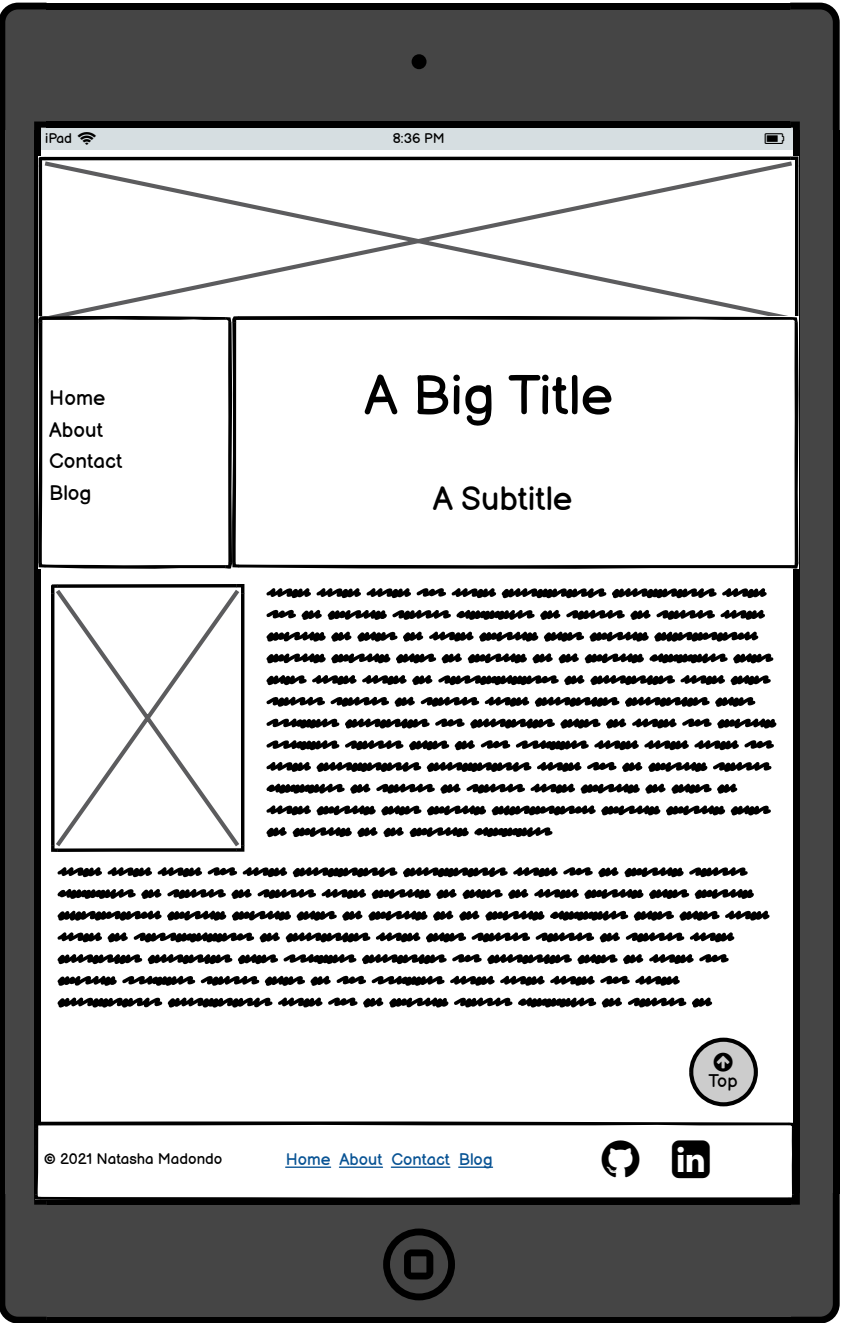 iPad 8:36 PM
Home
About
Contact
Blog
A Big Title
A Subtitle
Top
© 2021 Natasha Madondo Home About Contact Blog in